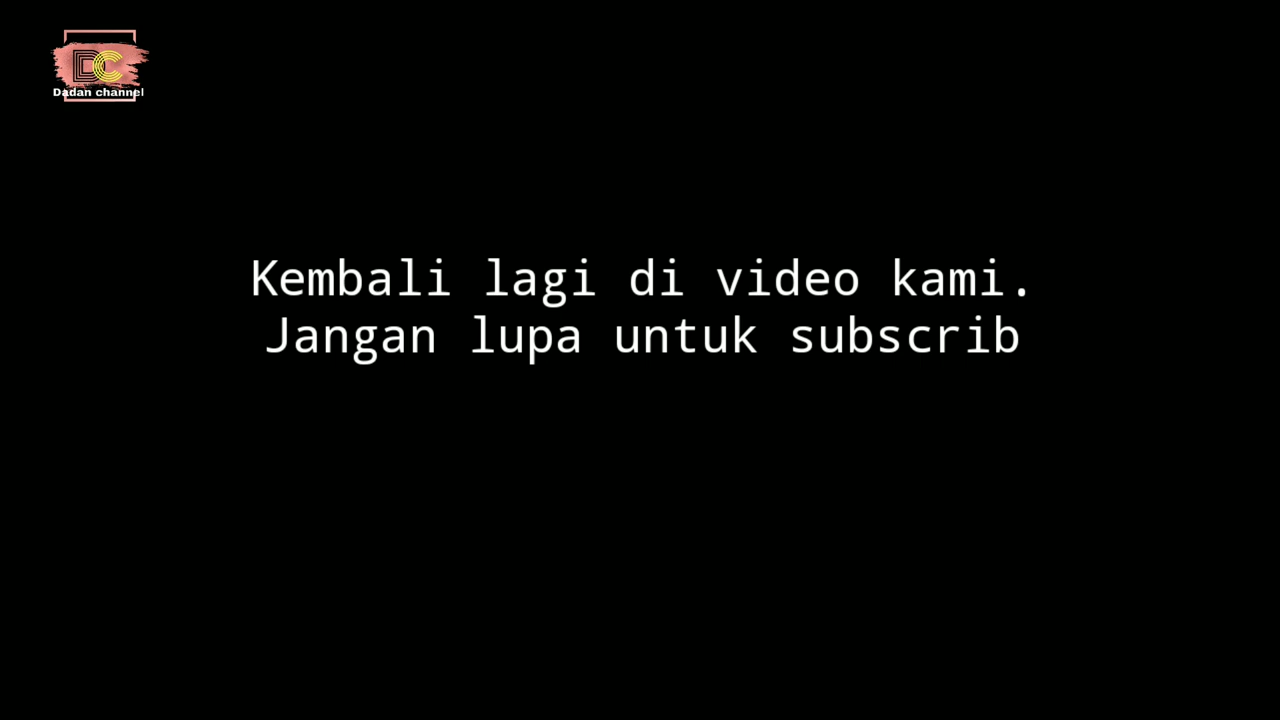 DC
Dadan channel
Kembali lagi di video kami.
Jangan lupa untuk subscrib